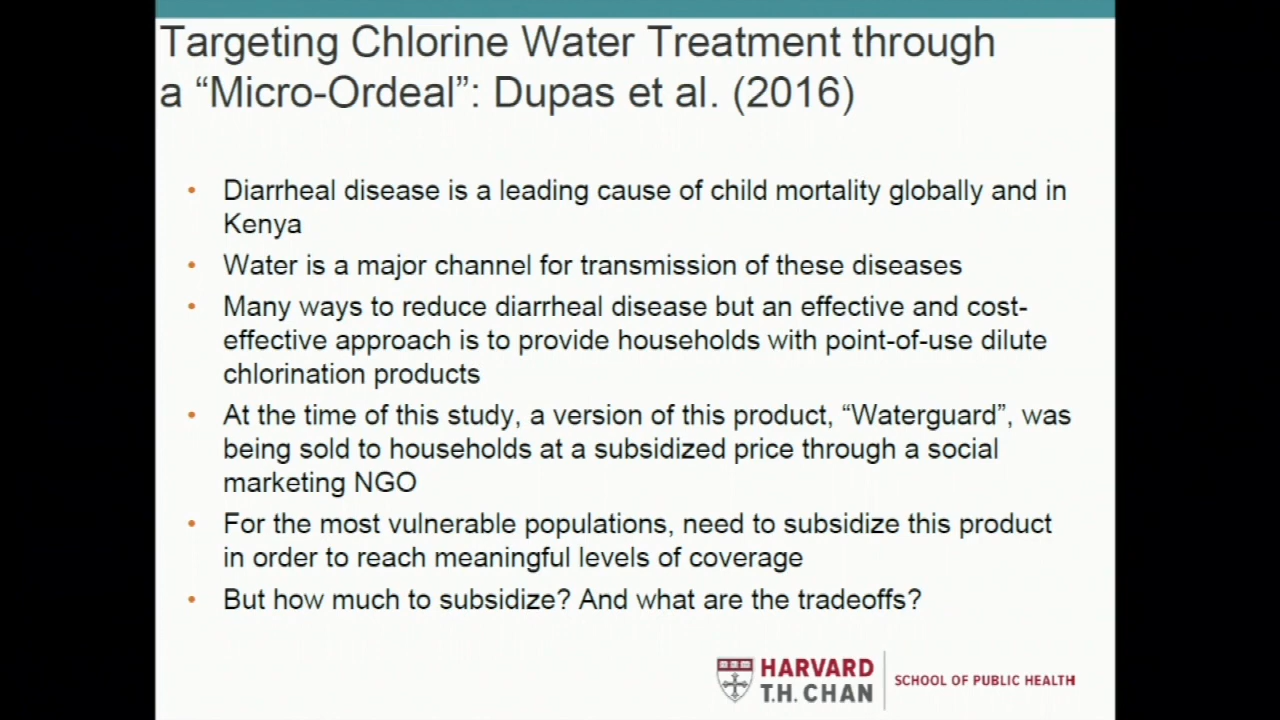 Targeting Chlorine Water Treatment through
a “Micro-Ordeal”: Dupas et al. (2016)
• Diarrheal disease is a leading cause of child mortality globally and in
Kenya
• Water is a major channel for transmission of these diseases
• Many ways to reduce diarrheal disease but an effective and cost-
effective approach is to provide households with point-of-use dilute
chlorination products
• At the time of this study, a version of this product, “Waterguard”, was
being sold to households at a subsidized price through a social
marketing NGO
• For the most vulnerable populations, need to subsidize this product
in order to reach meaningful levels of coverage
• But how much to subsidize? And what are the tradeoffs?
HARVARD
T.H. CHAN
SCHOOL OF PUBLIC HEALTH